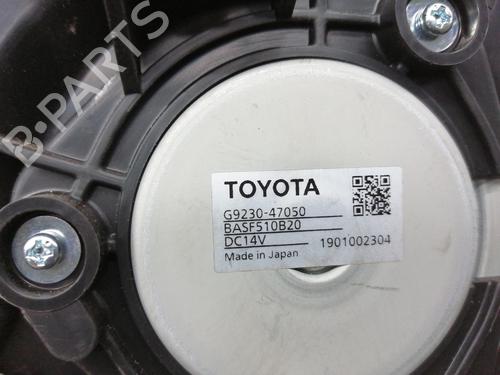 B-PARTS
TOYOTA
G9230-47050
BASF510B20
DC14V 1901002304
Made in Japan